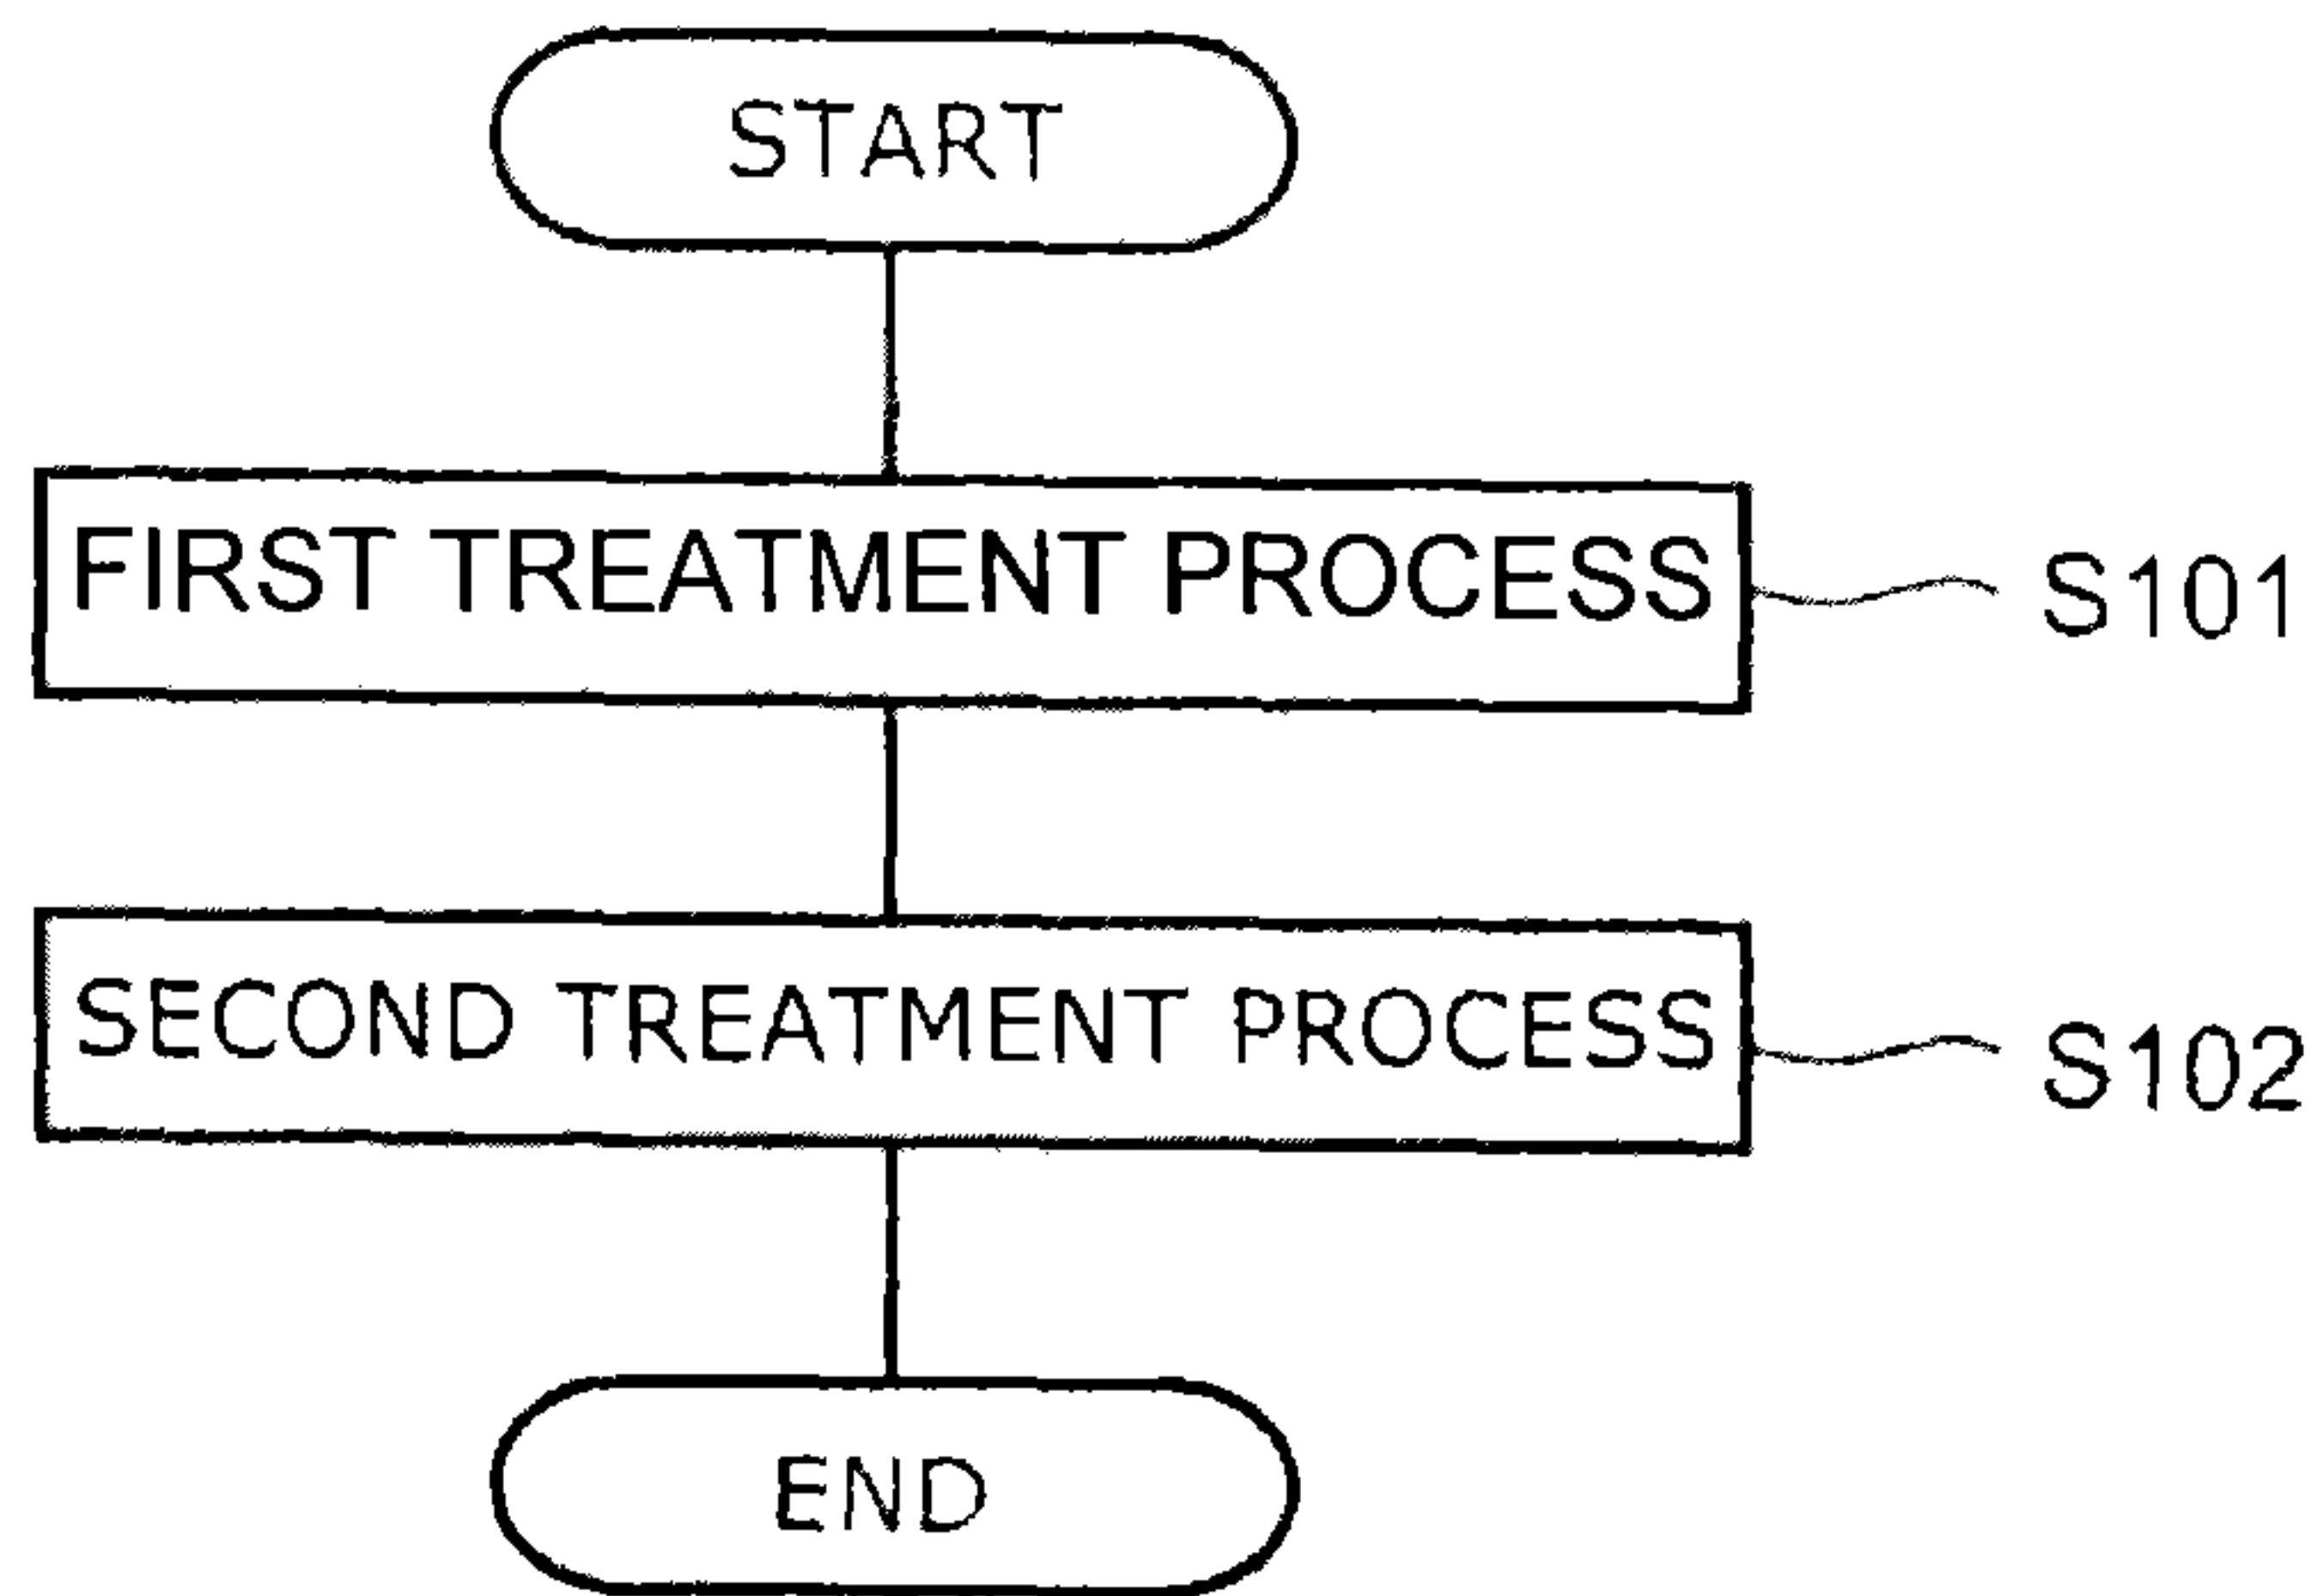 START
FIRST TREATMENT PROCESS
S101
SECOND TREATMENT PROCESS
S102
END